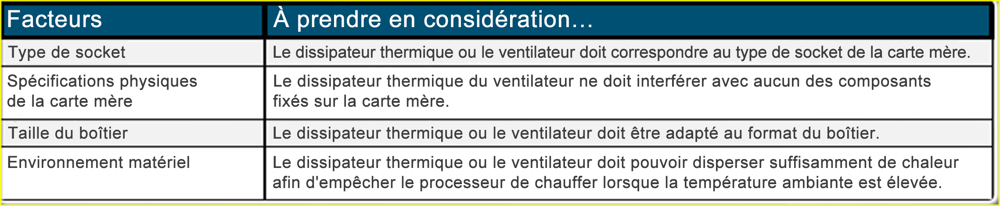 Facteurs
À prendre en considération…
Type de socket
Le dissipateur thermique ou le ventilateur doit correspondre au type de socket de la carte mère.
Spécifications physiques
de la carte mère
Le dissipateur thermique du ventilateur ne doit interférer avec aucun des composants
fixés sur la carte mère.
Taille du boîtier
Le dissipateur thermique ou le ventilateur doit être adapté au format du boîtier.
Environnement matériel
Le dissipateur thermique ou le ventilateur doit pouvoir disperser suffisamment de chaleur
afin d'empêcher le processeur de chauffer lorsque la température ambiante est élevée.